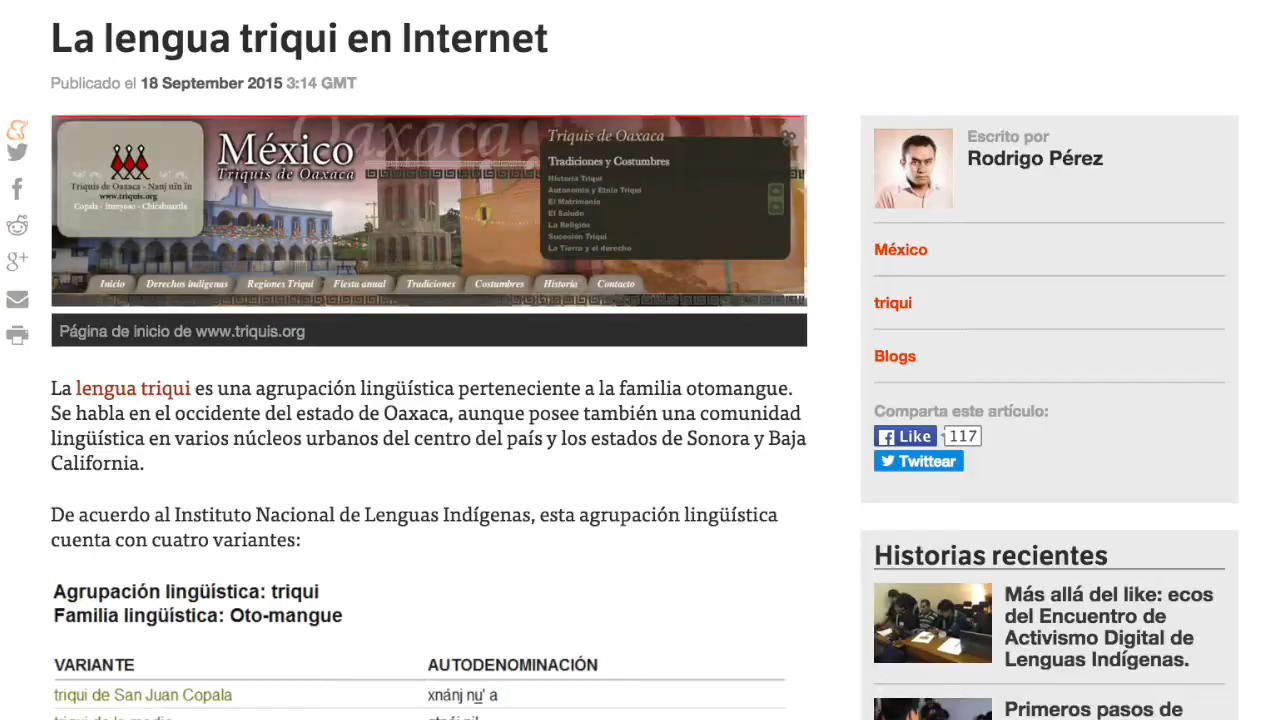 La lengua triqui en Internet
Publicado el 18 September 2015 3:14 GMT
México
Triquis de Oaxaca
Triquis de Oaxaca - Nanj nïn ïn
www.triquis.org
Copala - Itunyoso - Chicahuaxtla
Oaxaca
Triquis de Oaxaca
Tradiciones y Costumbres
Historia Triqui
Autonomía y Etnia Triqui
El Matrimonio
El Saludo
La Religión
Sucesión Triqui
La Tierra y el derecho
Inicio Derechos indígenas Regiones Triqui Fiesta anual Tradiciones Costumbres Historia Contacto
Página de inicio de www.triquis.org
La lengua triqui es una agrupación lingüística perteneciente a la familia otomangue.
Se habla en el occidente del estado de Oaxaca, aunque posee también una comunidad
lingüística en varios núcleos urbanos del centro del país y los estados de Sonora y Baja
California.
De acuerdo al Instituto Nacional de Lenguas Indígenas, esta agrupación lingüística
cuenta con cuatro variantes:
Agrupación lingüística: triqui
Familia lingüística: Oto-mangue
VARIANTE AUTODENOMINACIÓN
triqui de San Juan Copala xnánj nu̱' a
Escrito por
Rodrigo Pérez
México
triqui
Blogs
Comparta este artículo:
Like 117
Twittear
Historias recientes
Más allá del like: ecos
del Encuentro de
Activismo Digital de
Lenguas Indígenas.
Primeros pasos de